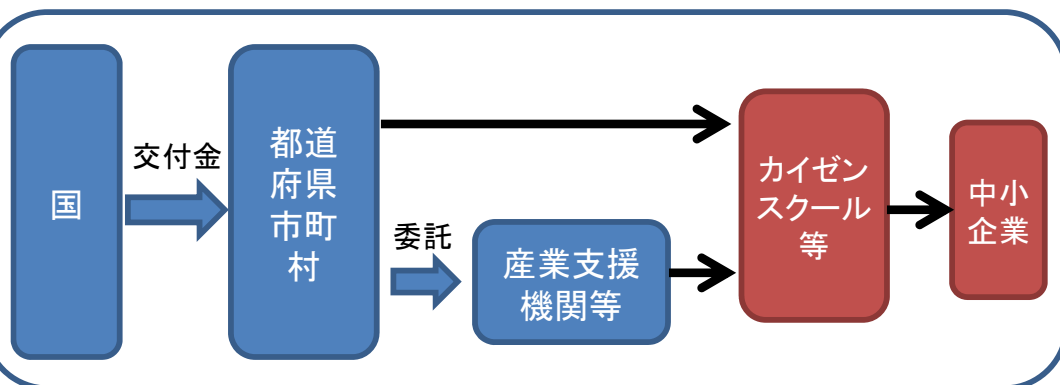 国
交付金
都道
府県
市町
村
委託
産業支援
機関等
カイゼン
スクール
等
中小
企業